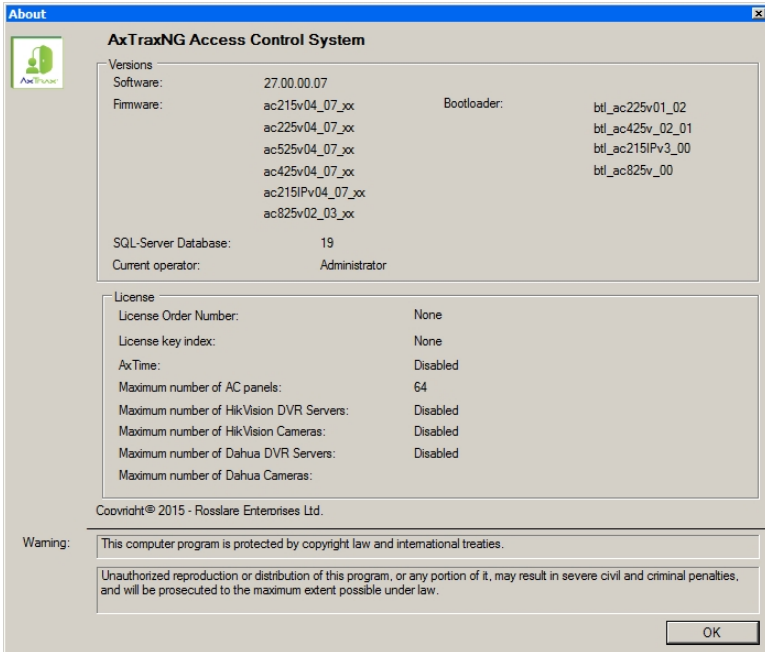 About
AxTrax
AxTraxNG Access Control System
Versions
Software: 27.00.00.07
Firmware: ac215v04_07_xx Bootloader: btl_ac225v01_02
ac225v04_07_xx btl_ac425v_02_01
ac525v04_07_xx btl_ac215IPv3_00
ac425v04_07_xx btl_ac825v_00
ac215IPv04_07_xx
ac825v02_03_xx
SQL-Server Database: 19
Current operator: Administrator
License
License Order Number: None
License key index: None
AxTime: Disabled
Maximum number of AC panels: 64
Maximum number of HikVision DVR Servers: Disabled
Maximum number of HikVision Cameras: Disabled
Maximum number of Dahua DVR Servers: Disabled
Maximum number of Dahua Cameras:
Copyright© 2015 - Rosslare Enterprises Ltd.
Warning: This computer program is protected by copyright law and international treaties.
Unauthorized reproduction or distribution of this program, or any portion of it, may result in severe civil and criminal penalties,
and will be prosecuted to the maximum extent possible under law.
OK